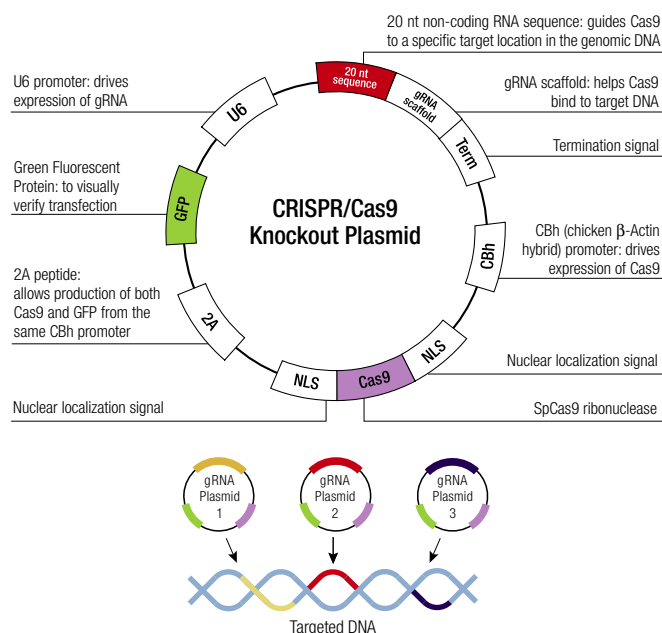 20 nt non-coding RNA sequence: guides Cas9
to a specific target location in the genomic DNA
U6 promoter: drives
expression of gRNA
gRNA scaffold: helps Cas9
bind to target DNA
Termination signal
Green Fluorescent
Protein: to visually
verify transfection
CBh (chicken β-Actin
hybrid) promoter: drives
expression of Cas9
2A peptide:
allows production of both
Cas9 and GFP from the
same CBh promoter
Nuclear localization signal
Nuclear localization signal
SpCas9 ribonuclease
CRISPR/Cas9
Knockout Plasmid
20 nt
sequence
gRNA
scaffold
Term
CBh
NLS
Cas9
NLS
2A
GFP
U6
gRNA
Plasmid
1
gRNA
Plasmid
2
gRNA
Plasmid
3
Targeted DNA